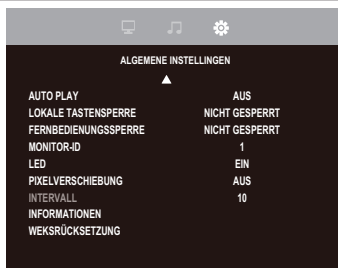 ALGEMENE INSTELLINGEN
AUTO PLAY AUS
LOKALE TASTENSPERRE NICHT GESPERRT
FERNBEDIENUNGSSPERRE NICHT GESPERRT
MONITOR-ID 1
LED EIN
PIXELVERSCHIEBUNG AUS
INTERVALL 10
INFORMATIONEN
WEKSRÜCKSETZUNG